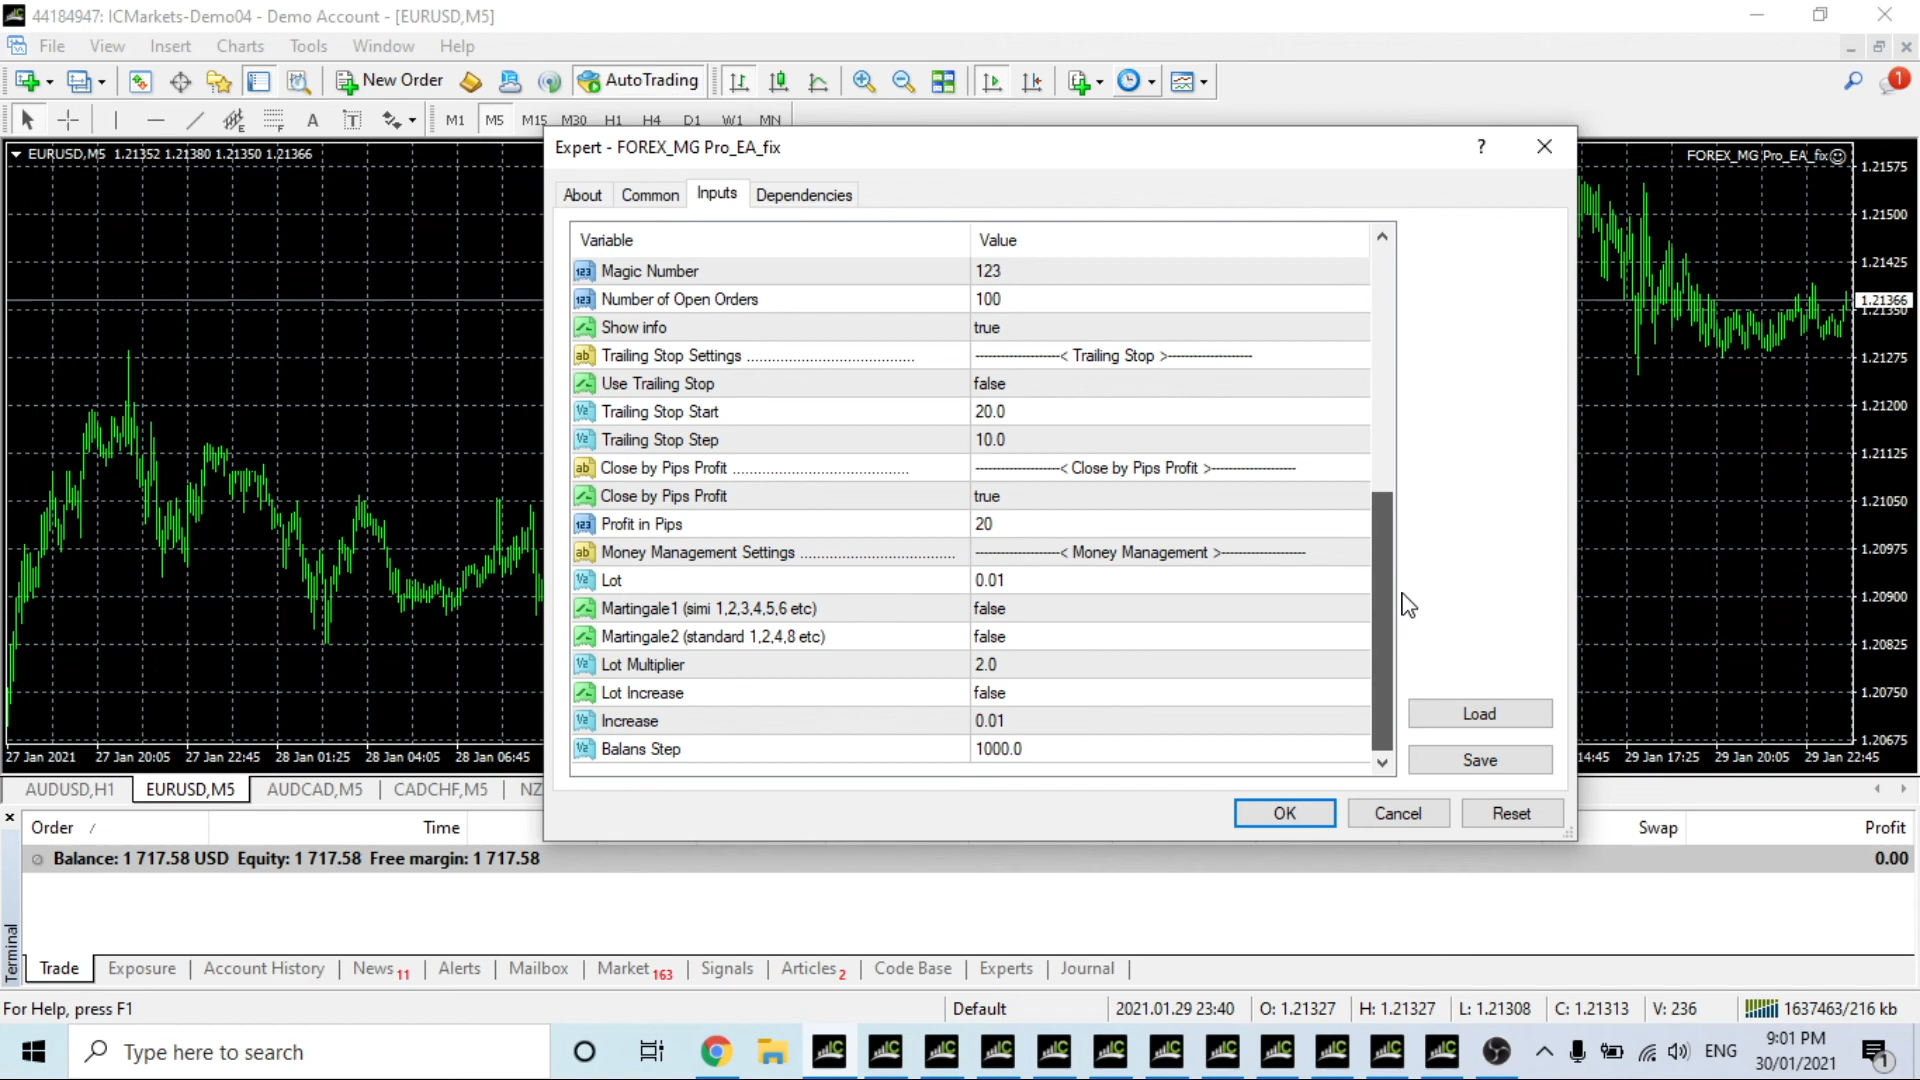 44184947: ICMarkets-Demo04 - Demo Account - [EURUSD,M5]
File View Insert Charts Tools Window Help
New Order AutoTrading
1
A T M1 M5 M15 M30 H1 H4 D1 W1 MN
EURUSD,M5 1.21352 1.21380 1.21350 1.21366
FOREX_MG Pro_EA_fix
Expert - FOREX_MG Pro_EA_fix ?
About Common Inputs Dependencies
Variable Value
Magic Number 123
Number of Open Orders 100
Show info true
Trailing Stop Settings ........................................ --------------------< Trailing Stop >--------------------
Use Trailing Stop false
Trailing Stop Start 20.0
Trailing Stop Step 10.0
Close by Pips Profit .......................................... --------------------< Close by Pips Profit >--------------------
Close by Pips Profit true
Profit in Pips 20
Money Management Settings ..................................... --------------------< Money Management >--------------------
Lot 0.01
Martingale1 (simi 1,2,3,4,5,6 etc) false
Martingale2 (standard 1,2,4,8 etc) false
Lot Multiplier 2.0
Lot Increase false
Increase 0.01
Balans Step 1000.0
Load
Save
OK Cancel Reset
1.21575
1.21500
1.21425
1.21366
1.21350
1.21275
1.21200
1.21125
1.21050
1.20975
1.20900
1.20825
1.20750
1.20675
27 Jan 2021 27 Jan 20:05 27 Jan 22:45 28 Jan 01:25 28 Jan 04:05 28 Jan 06:45 14:45 29 Jan 17:25 29 Jan 20:05 29 Jan 22:45
AUDUSD,H1 EURUSD,M5 AUDCAD,M5 CADCHF,M5 NZ
Order / Time Swap Profit
Balance: 1 717.58 USD Equity: 1 717.58 Free margin: 1 717.58 0.00
Terminal
Trade Exposure Account History News 11 Alerts Mailbox Market 163 Signals Articles 2 Code Base Experts Journal
For Help, press F1 Default 2021.01.29 23:40 O: 1.21327 H: 1.21327 L: 1.21308 C: 1.21313 V: 236 1637463/216 kb
Type here to search ENG 9:01 PM
30/01/2021 1